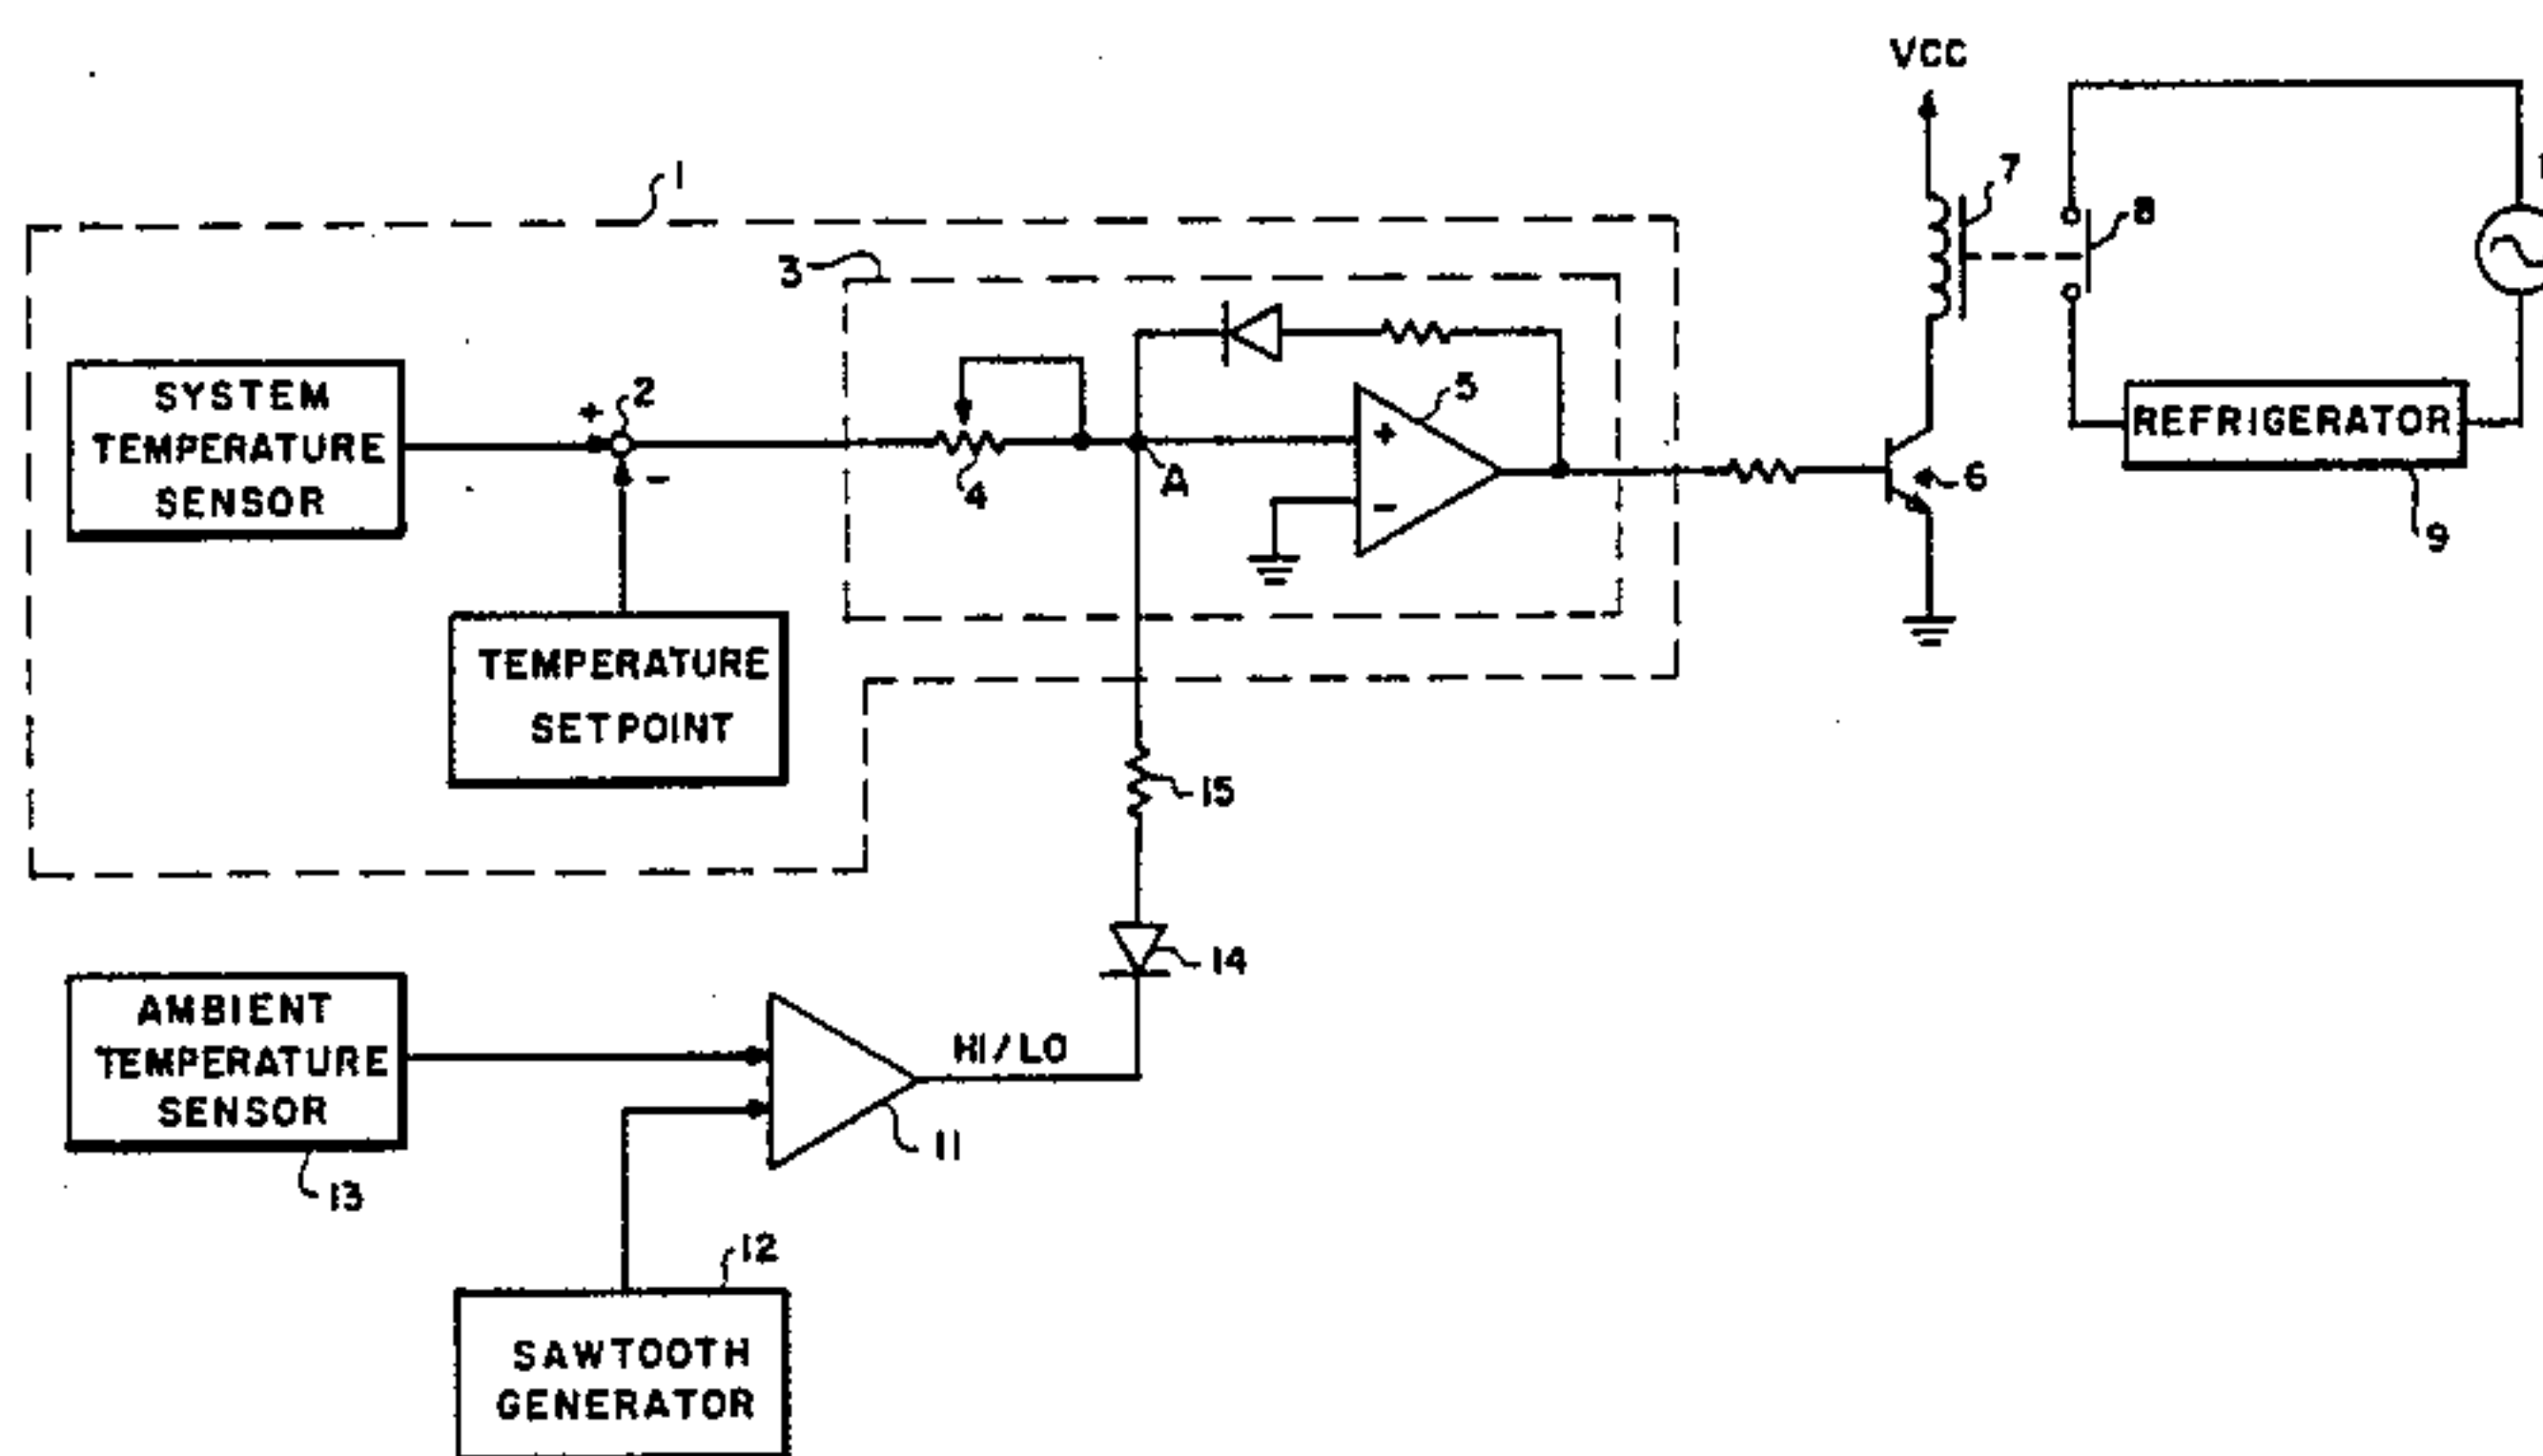 VCC
1
7
8
3
SYSTEM
TEMPERATURE
SENSOR
+
2
-
4
A
5
+
-
6
REFRIGERATOR
9
TEMPERATURE
SETPOINT
15
14
AMBIENT
TEMPERATURE
SENSOR
13
HI/LO
11
12
SAWTOOTH
GENERATOR